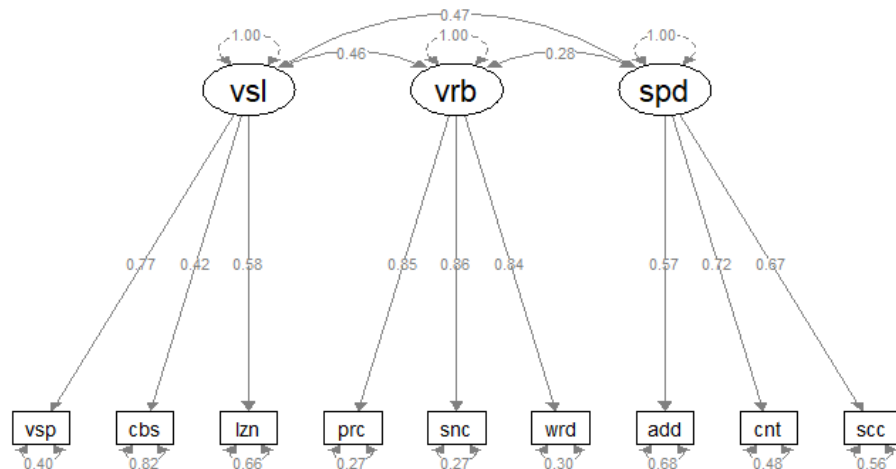 0.47
1.00 1.00 1.00
0.46 0.28
vsl vrb spd
0.77 0.42 0.58 0.85 0.86 0.84 0.57 0.72 0.67
vsp cbs lzn prc snc wrd add cnt scc
0.40 0.82 0.66 0.27 0.27 0.30 0.68 0.48 0.56